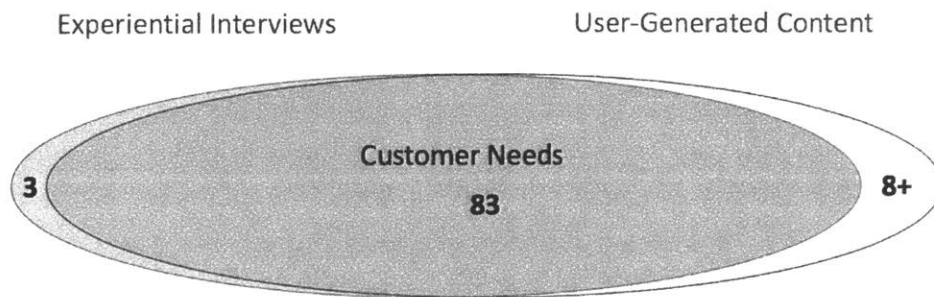 Experiential Interviews
User-Generated Content
Customer Needs
3
83
8+